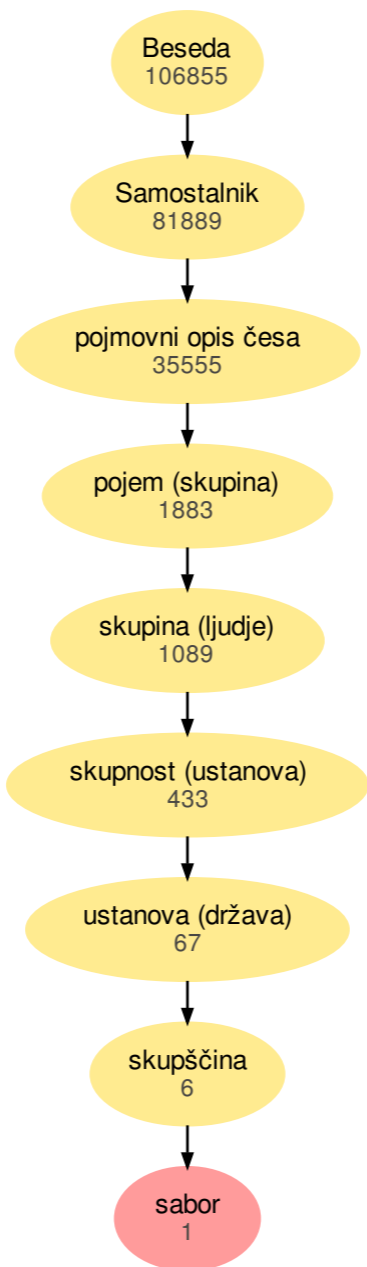 Beseda
106855
Samostalnik
81889
pojmovni opis česa
35555
pojem (skupina)
1883
skupina (ljudje)
1089
skupnost (ustanova)
433
ustanova (država)
67
skupščina
6
sabor
1